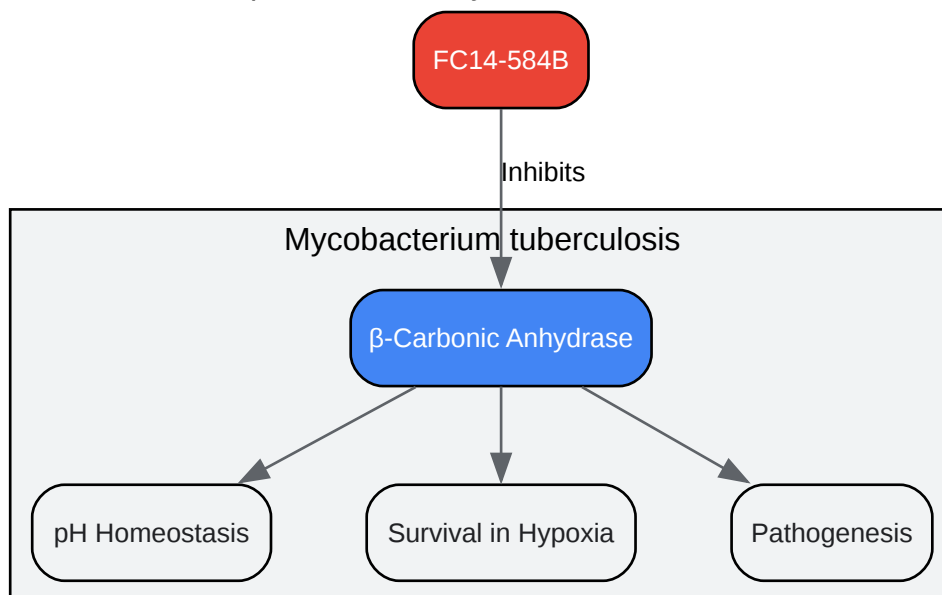 FC14-584B
Inhibits
Mycobacterium tuberculosis
β-Carbonic Anhydrase
pH Homeostasis
Survival in Hypoxia
Pathogenesis